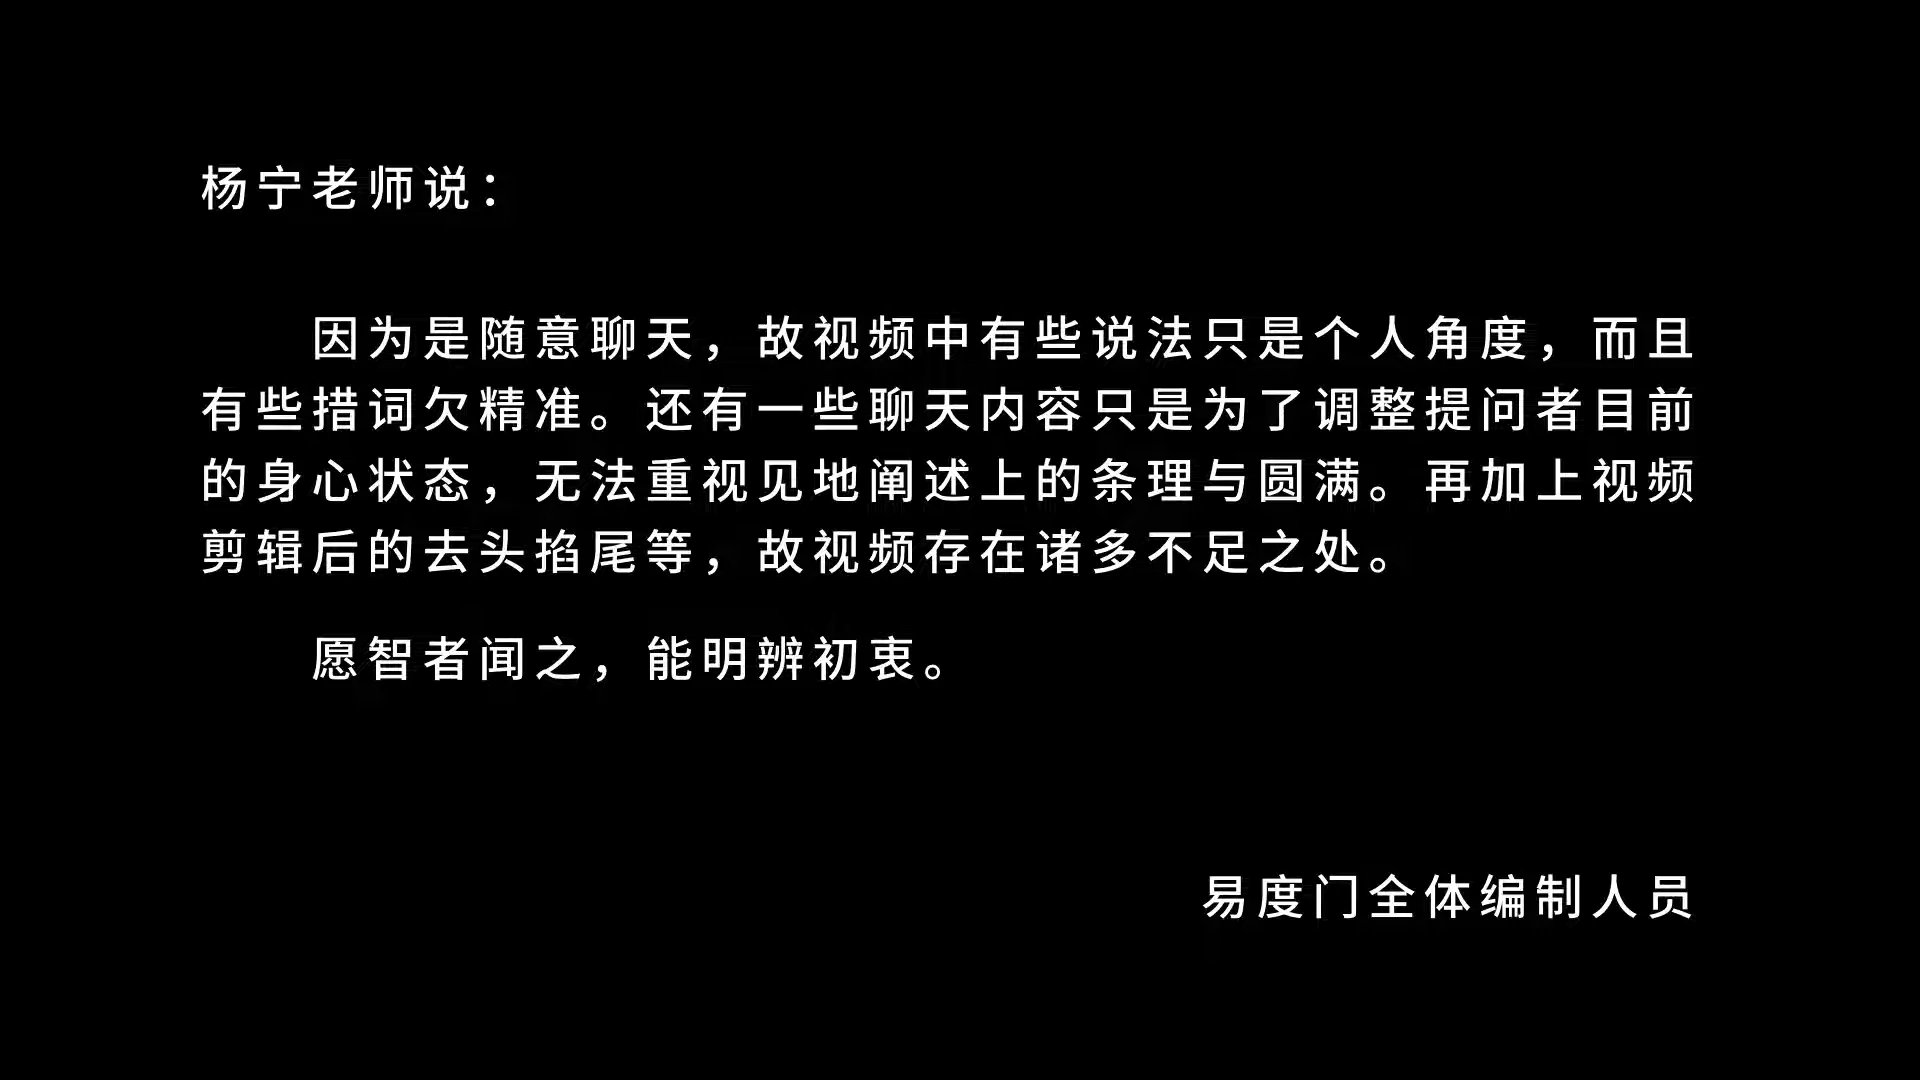 杨宁老师说：
因为是随意聊天，故视频中有些说法只是个人角度，而且
有些措词欠精准。还有一些聊天内容只是为了调整提问者目前
的身心状态，无法重视见地阐述上的条理与圆满。再加上视频
剪辑后的去头掐尾等，故视频存在诸多不足之处。
愿智者闻之，能明辨初衷。
易度门全体编制人员